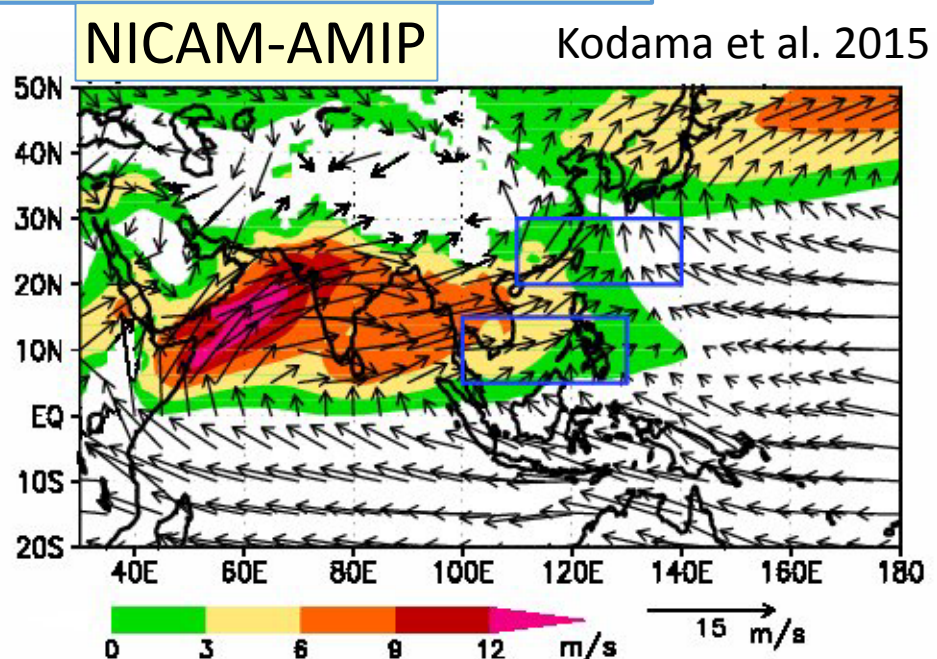 NICAM-AMIP
Kodama et al. 2015
50N
40N
30N
20N
10N
EQ
10S
20S
40E 60E 80E 100E 120E 140E 160E 180
0 3 6 9 12 m/s
15 m/s